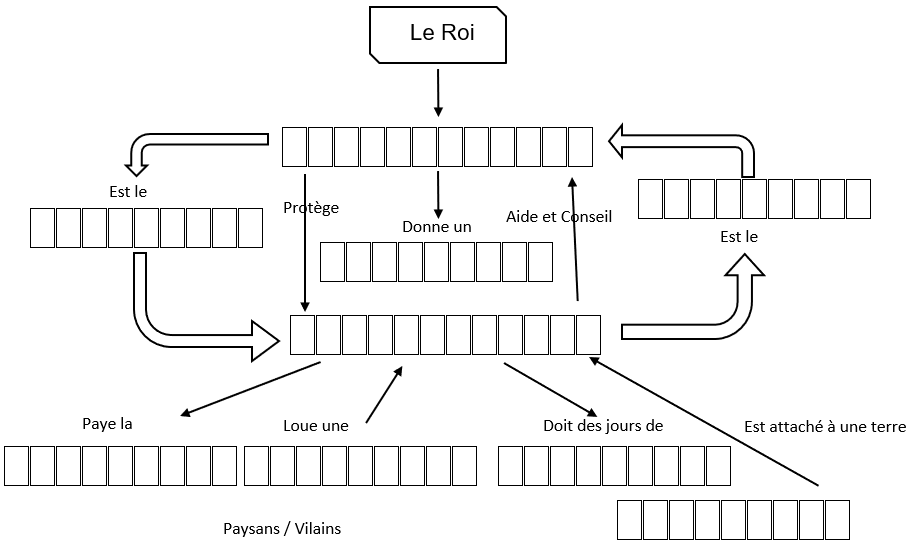 Le Roi
Est le
Protège
Donne un
Aide et Conseil
Est le
Paye la
Loue une
Doit des jours de
Est attaché à une terre
Paysans / Vilains